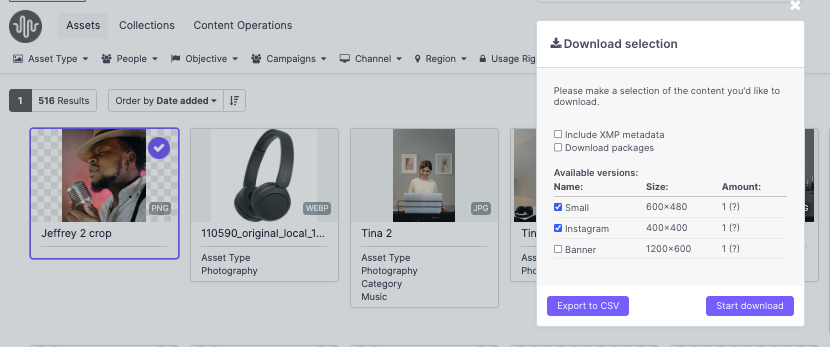 Assets Collections Content Operations
Asset Type People Objective Campaigns Channel Region Usage Rig
1 516 Results Order by Date added
PNG
Jeffrey 2 crop
WEBP
110590_original_local_1...
Asset Type
Photography
JPG
Tina 2
Asset Type
Photography
Category
Music
Tin
Ass
Pho
Download selection
Please make a selection of the content you'd like to
download.
Include XMP metadata
Download packages
Available versions:
Name: Size: Amount:
Small 600×480 1 (?)
Instagram 400×400 1 (?)
Banner 1200×600 1 (?)
Export to CSV Start download